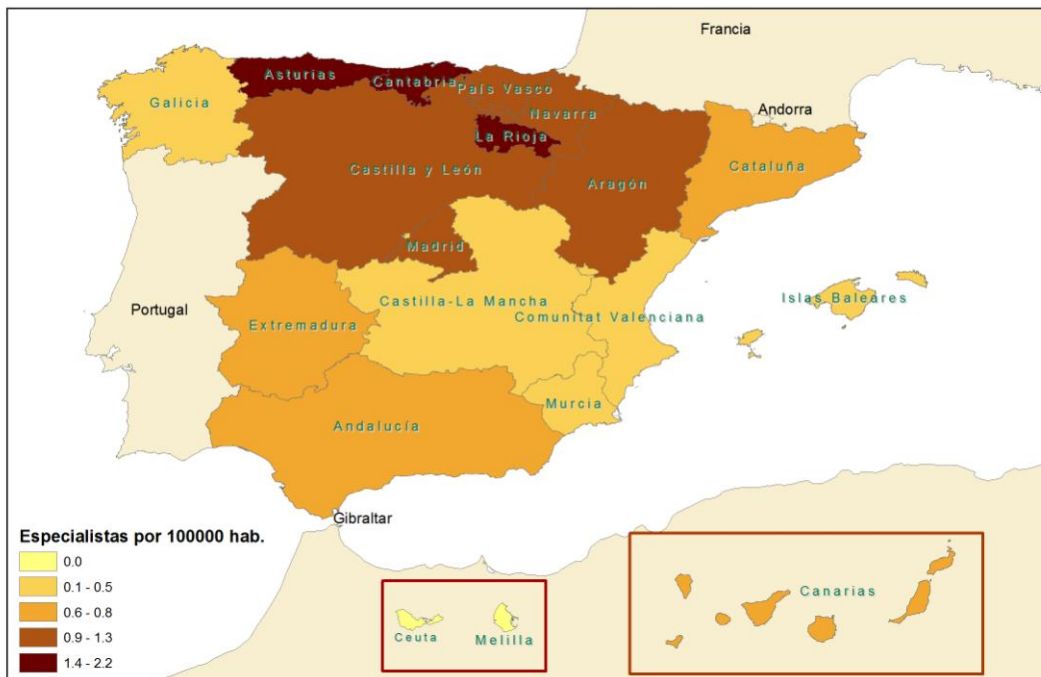 Francia
Asturias
Cantabria
País Vasco
Galicia
Navarra
Andorra
La Rioja
Cataluña
Castilla y León
Aragón
Madrid
Islas Baleares
Castilla-La Mancha
Portugal
Comunitat Valenciana
Extremadura
Murcia
Andalucía
Gibraltar
Especialistas por 100000 hab.
0.0
0.1 - 0.5
0.6 - 0.8
0.9 - 1.3
1.4 - 2.2
Ceuta
Melilla
Canarias